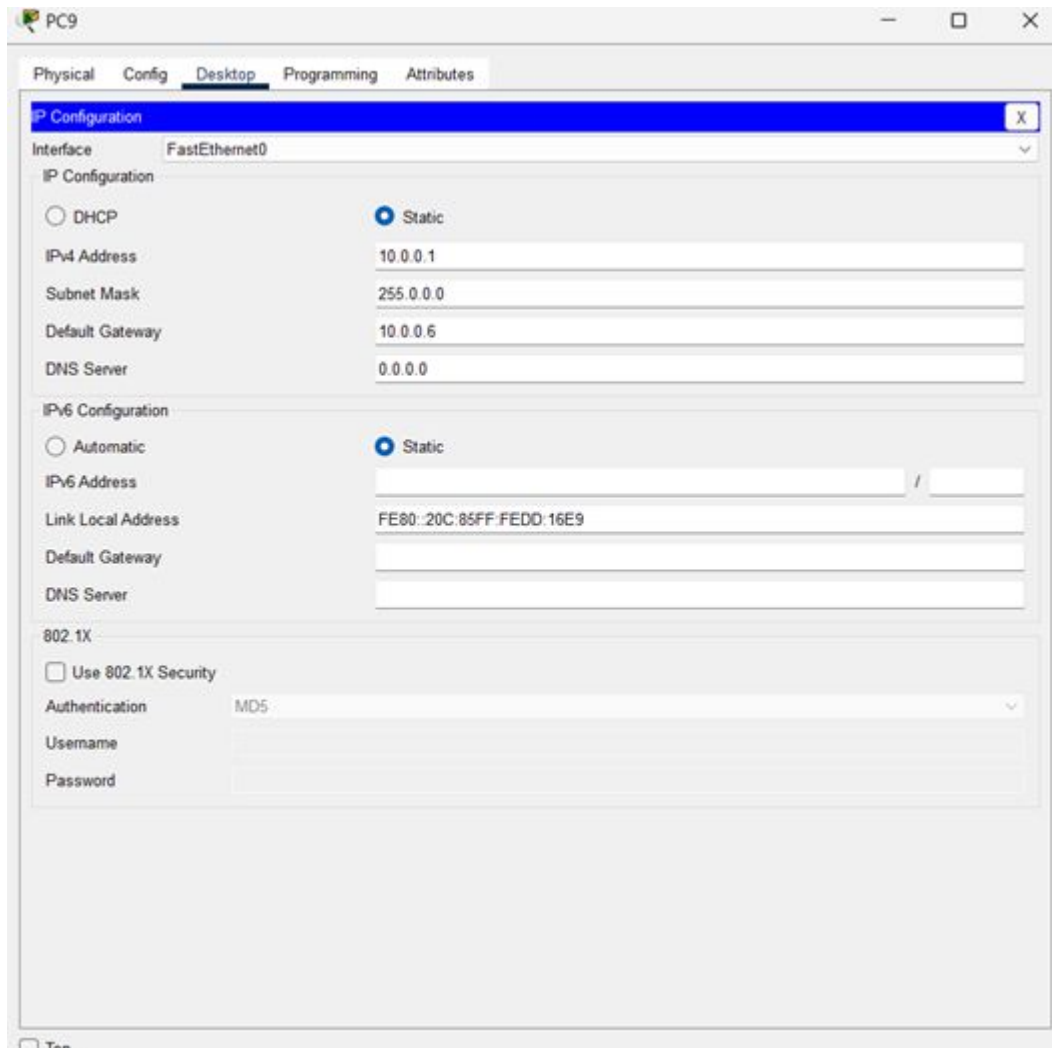 PC9
Physical Config Desktop Programming Attributes
IP Configuration X
Interface FastEthernet0
IP Configuration
DHCP Static
IPv4 Address 10.0.0.1
Subnet Mask 255.0.0.0
Default Gateway 10.0.0.6
DNS Server 0.0.0.0
IPv6 Configuration
Automatic Static
IPv6 Address /
Link Local Address FE80::20C:85FF:FEDD:16E9
Default Gateway
DNS Server
802.1X
Use 802.1X Security
Authentication MD5
Username
Password
Top